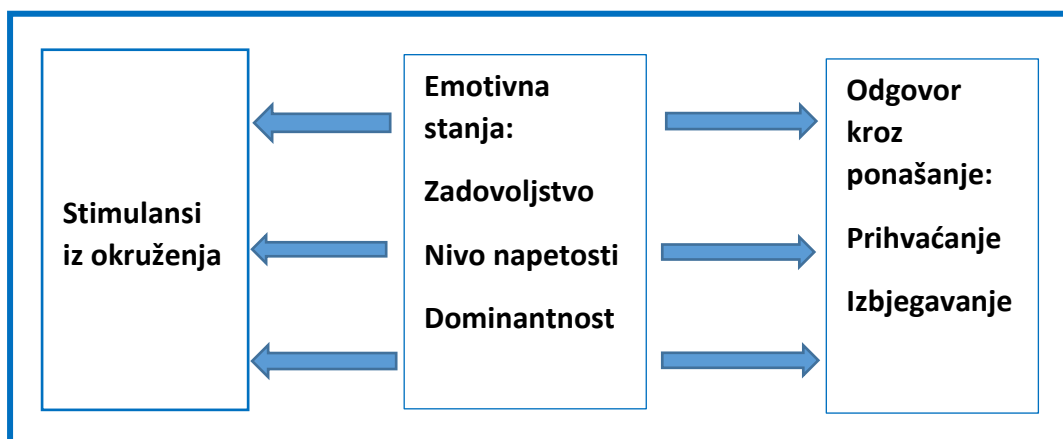 Stimulansi
iz okruženja
Emotivna
stanja:
Zadovoljstvo
Nivo napetosti
Dominantnost
Odgovor
kroz
ponašanje:
Prihvaćanje
Izbjegavanje